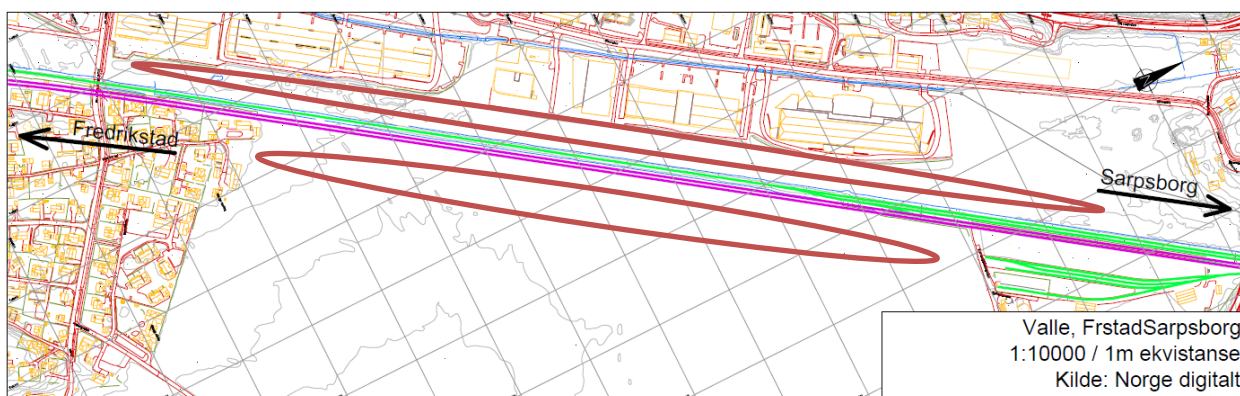 Fredrikstad
Sarpsborg
Valle, FrstadSarpsborg
1:10000 / 1m ekvistanse
Kilde: Norge digitalt